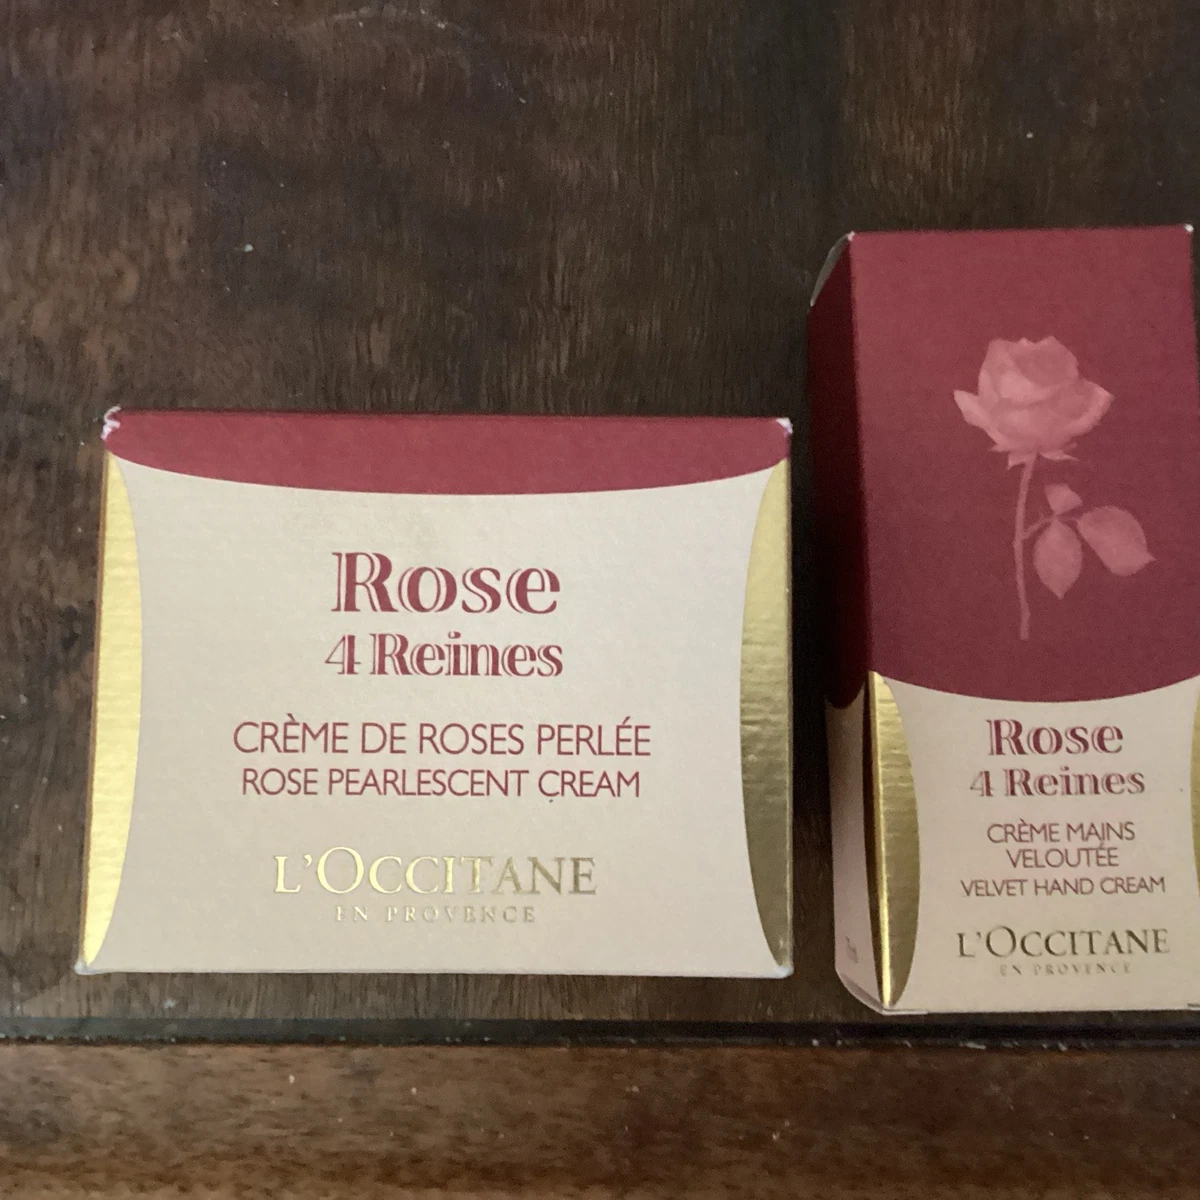 Rose
4 Reines
CRÈME DE ROSES PERLÉE
ROSE PEARLESCENT CREAM
L'OCCITANE
EN PROVENCE
Rose
4 Reines
CRÈME MAINS
VELOUTÉE
VELVET HAND CREAM
L'OCCITANE
EN PROVENCE